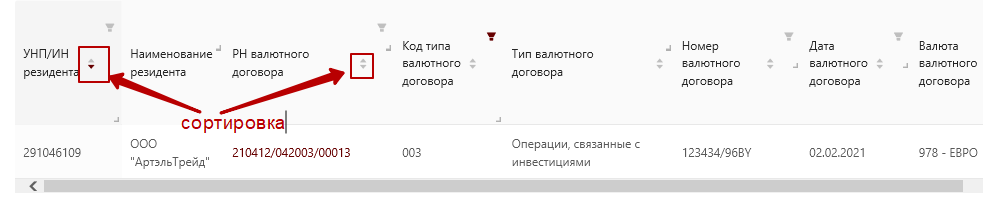 УНП/ИН резидента
Наименование резидента
РН валютного договора
Код типа валютного договора
Тип валютного договора
Номер валютного договора
Дата валютного договора
Валюта валютного договора
сортировка
291046109
ООО "АртэльТрейд"
210412/042003/00013
003
Операции, связанные с инвестициями
123434/96BY
02.02.2021
978 - ЕВРО